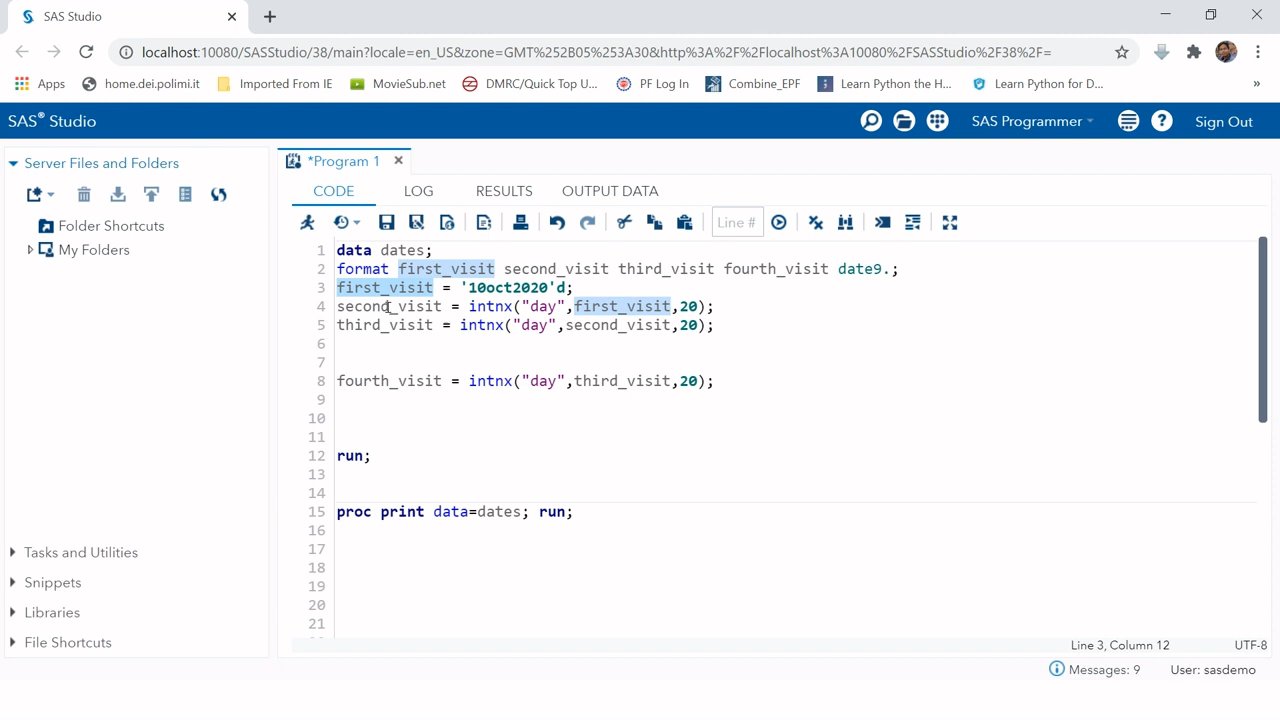 SAS Studio
localhost:10080/SASStudio/38/main?locale=en_US&zone=GMT%252B05%253A30&http%3A%2F%2Flocalhost%3A10080%2FSASStudio%2F38%2F=
Apps home.dei.polimi.it Imported From IE MovieSub.net DMRC/Quick Top U... PF Log In Combine_EPF Learn Python the H... Learn Python for D... »
SAS® Studio SAS Programmer Sign Out
Server Files and Folders
*Program 1
CODE LOG RESULTS OUTPUT DATA
Line #
Folder Shortcuts
My Folders
1 data dates;
2 format first_visit second_visit third_visit fourth_visit date9.;
3 first_visit = '10oct2020'd;
4 second_visit = intnx("day",first_visit,20);
5 third_visit = intnx("day",second_visit,20);
6
7
8 fourth_visit = intnx("day",third_visit,20);
9
10
11
12 run;
13
14
15 proc print data=dates; run;
16
17
18
19
20
21
Tasks and Utilities
Snippets
Libraries
File Shortcuts
Line 3, Column 12 UTF-8
Messages: 9 User: sasdemo